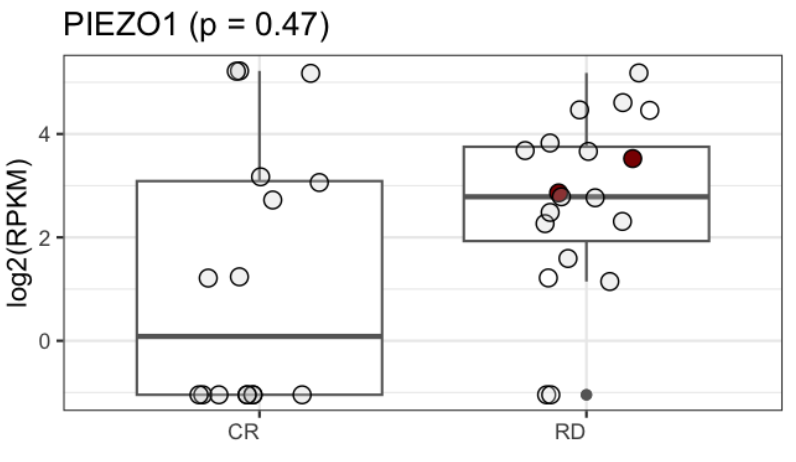 PIEZO1 (p = 0.47)
log2(RPKM)
4
2
0
CR
RD